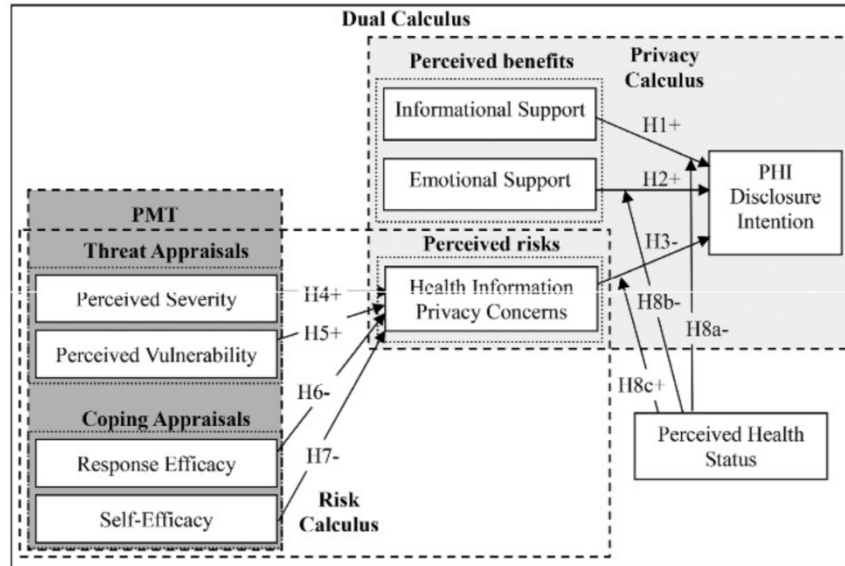 Dual Calculus
Perceived benefits
Privacy
Calculus
Informational Support
H1+
Emotional Support
H2+
PHI
Disclosure
Intention
PMT
Threat Appraisals
Perceived risks
H3-
Perceived Severity
H4+
Health Information
Privacy Concerns
H8b-
H8a-
Perceived Vulnerability
H5+
H6-
H8c+
Coping Appraisals
Response Efficacy
H7-
Perceived Health
Status
Self-Efficacy
Risk
Calculus